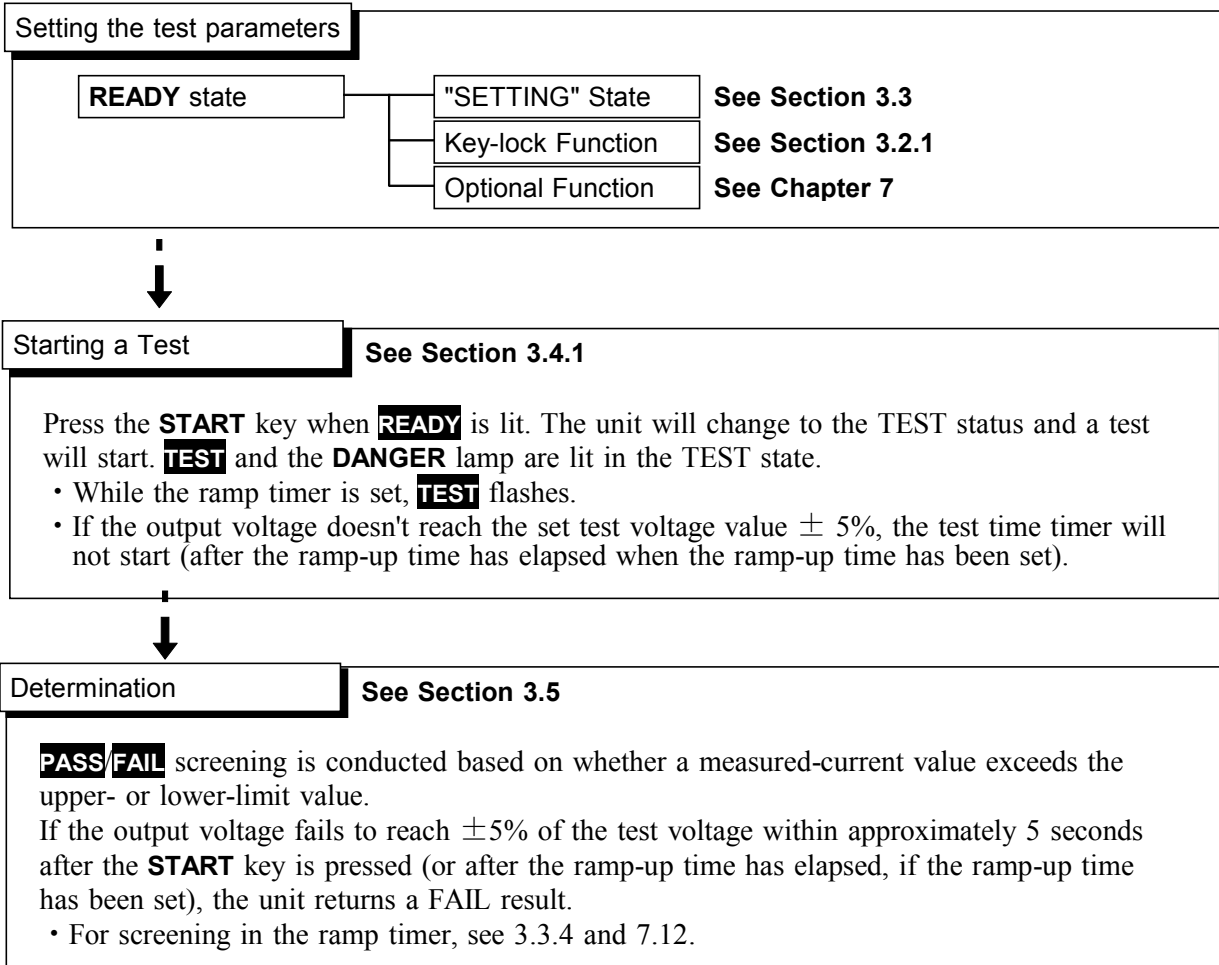 Setting the test parameters
READY state
"SETTING" State
See Section 3.3
Key-lock Function
See Section 3.2.1
Optional Function
See Chapter 7
Starting a Test
See Section 3.4.1
Press the START key when READY is lit. The unit will change to the TEST status and a test
will start. TEST and the DANGER lamp are lit in the TEST state.
・While the ramp timer is set, TEST flashes.
・If the output voltage doesn't reach the set test voltage value ± 5%, the test time timer will
not start (after the ramp-up time has elapsed when the ramp-up time has been set).
Determination
See Section 3.5
PASS/FAIL screening is conducted based on whether a measured-current value exceeds the
upper- or lower-limit value.
If the output voltage fails to reach ±5% of the test voltage within approximately 5 seconds
after the START key is pressed (or after the ramp-up time has elapsed, if the ramp-up time
has been set), the unit returns a FAIL result.
・For screening in the ramp timer, see 3.3.4 and 7.12.